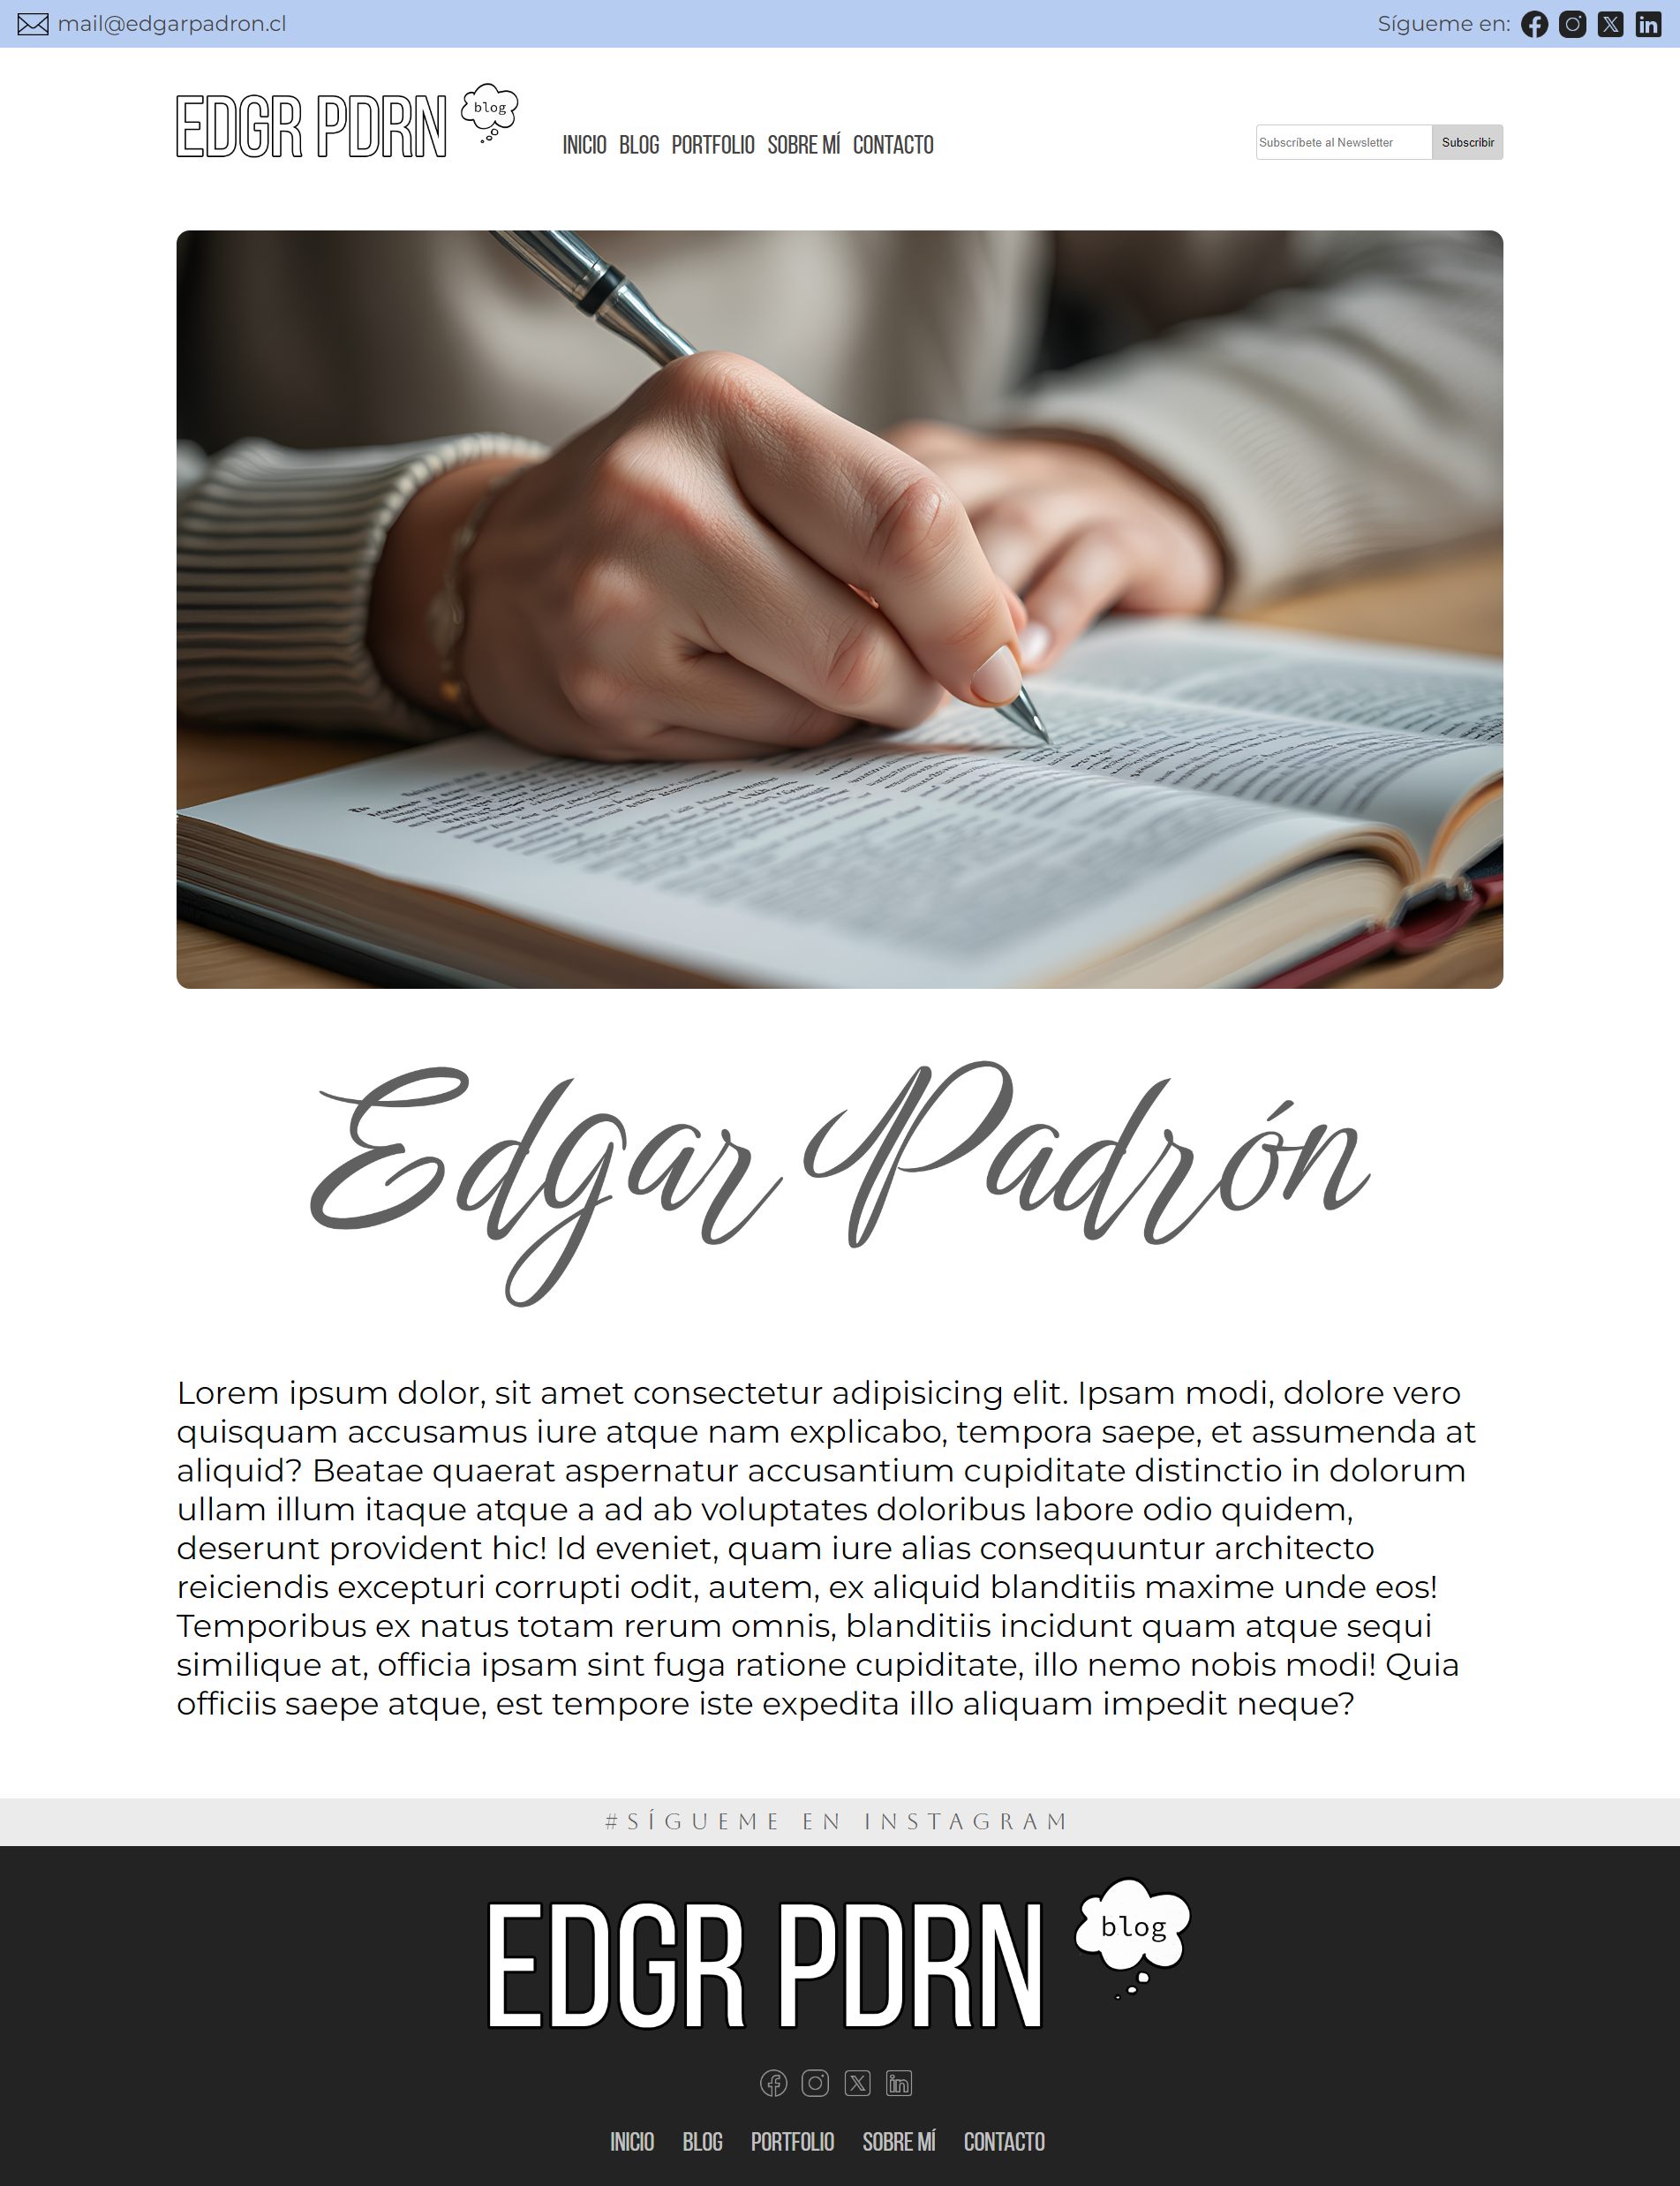 mail@edgarpadron.cl
Sígueme en:
EDGR PDRN
blog
INICIO BLOG PORTFOLIO SOBRE MÍ CONTACTO
Subscríbete al Newsletter
Subscribir
Edgar Padrón
Lorem ipsum dolor, sit amet consectetur adipisicing elit. Ipsam modi, dolore vero
quisquam accusamus iure atque nam explicabo, tempora saepe, et assumenda at
aliquid? Beatae quaerat aspernatur accusantium cupiditate distinctio in dolorum
ullam illum itaque atque a ad ab voluptates doloribus labore odio quidem,
deserunt provident hic! Id eveniet, quam iure alias consequuntur architecto
reiciendis excepturi corrupti odit, autem, ex aliquid blanditiis maxime unde eos!
Temporibus ex natus totam rerum omnis, blanditiis incidunt quam atque sequi
similique at, officia ipsam sint fuga ratione cupiditate, illo nemo nobis modi! Quia
officiis saepe atque, est tempore iste expedita illo aliquam impedit neque?
#SÍGUEME EN INSTAGRAM
EDGR PDRN
blog
INICIO BLOG PORTFOLIO SOBRE MÍ CONTACTO